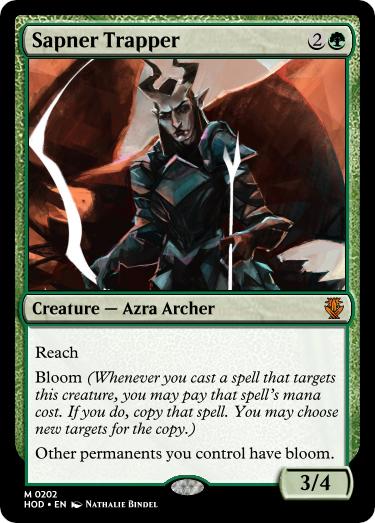 Sapner Trapper 2
Creature — Azra Archer
Reach
Bloom (Whenever you cast a spell that targets
this creature, you may pay that spell's mana
cost. If you do, copy that spell. You may choose
new targets for the copy.)
Other permanents you control have bloom.
3/4
M 0202
HOD • EN Nathalie Bindel